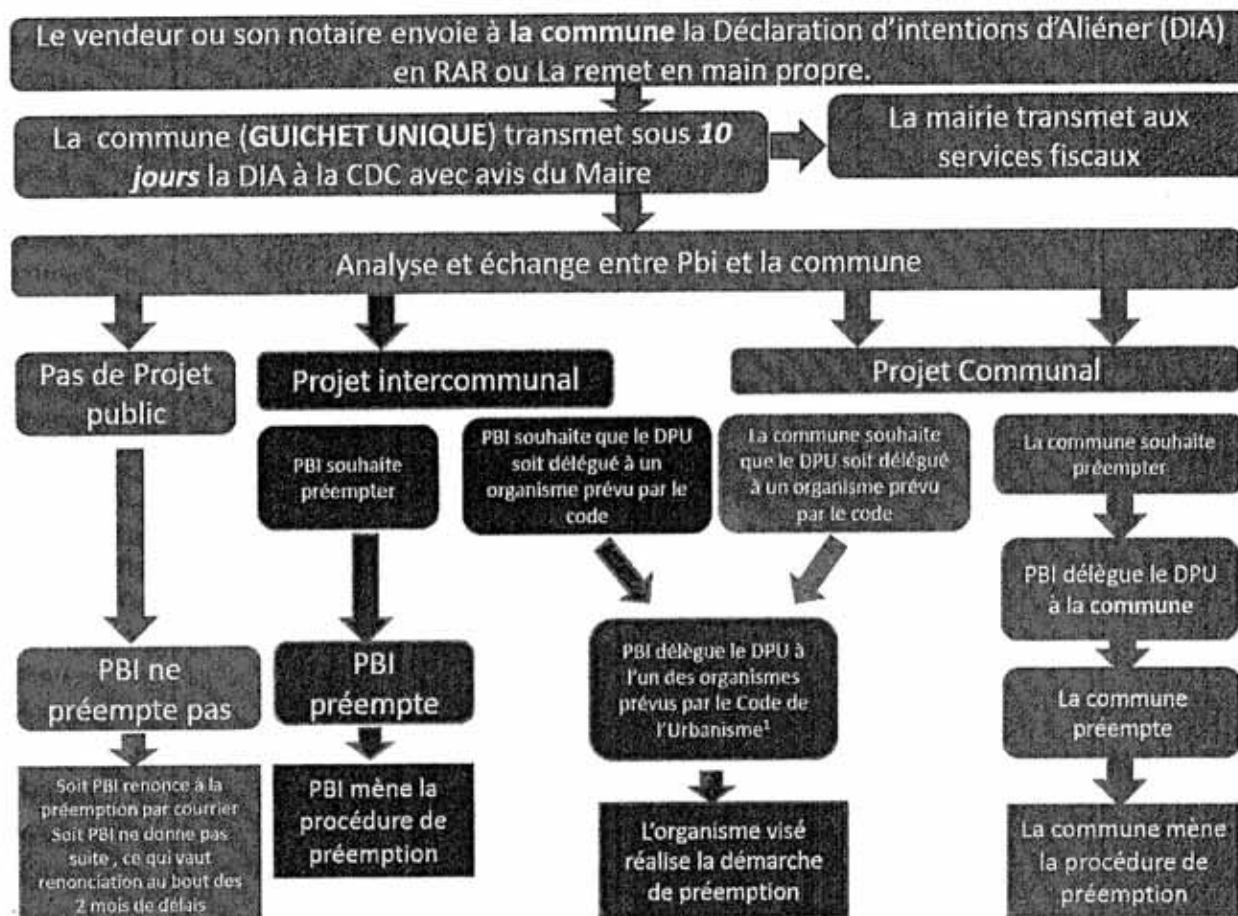 Le vendeur ou son notaire envoie à la commune la Déclaration d'intentions d'Aliéner (DIA)
en RAR ou La remet en main propre.
La commune (GUICHET UNIQUE) transmet sous 10
jours la DIA à la CDC avec avis du Maire
La mairie transmet aux
services fiscaux
Analyse et échange entre Pbi et la commune
Pas de Projet
public
Projet intercommunal
Projet Communal
PBI souhaite
préempter
PBI souhaite que le DPU
soit délégué à un
organisme prévu par le
code
La commune souhaite
que le DPU soit délégué
à un organisme prévu
par le code
La commune souhaite
préempter
PBI délègue le DPU
à la commune
PBI ne
préempte pas
PBI
préempte
PBI délègue le DPU à
l'un des organismes
prévus par le Code de
l'Urbanisme¹
La commune
préempte
Soit PBI renonce à la
préemption par courrier
Soit PBI ne donne pas
suite , ce qui vaut
renonciation au bout des
2 mois de délais
PBI mène la
procédure de
préemption
L'organisme visé
réalise la démarche
de préemption
La commune mène
la procédure de
préemption